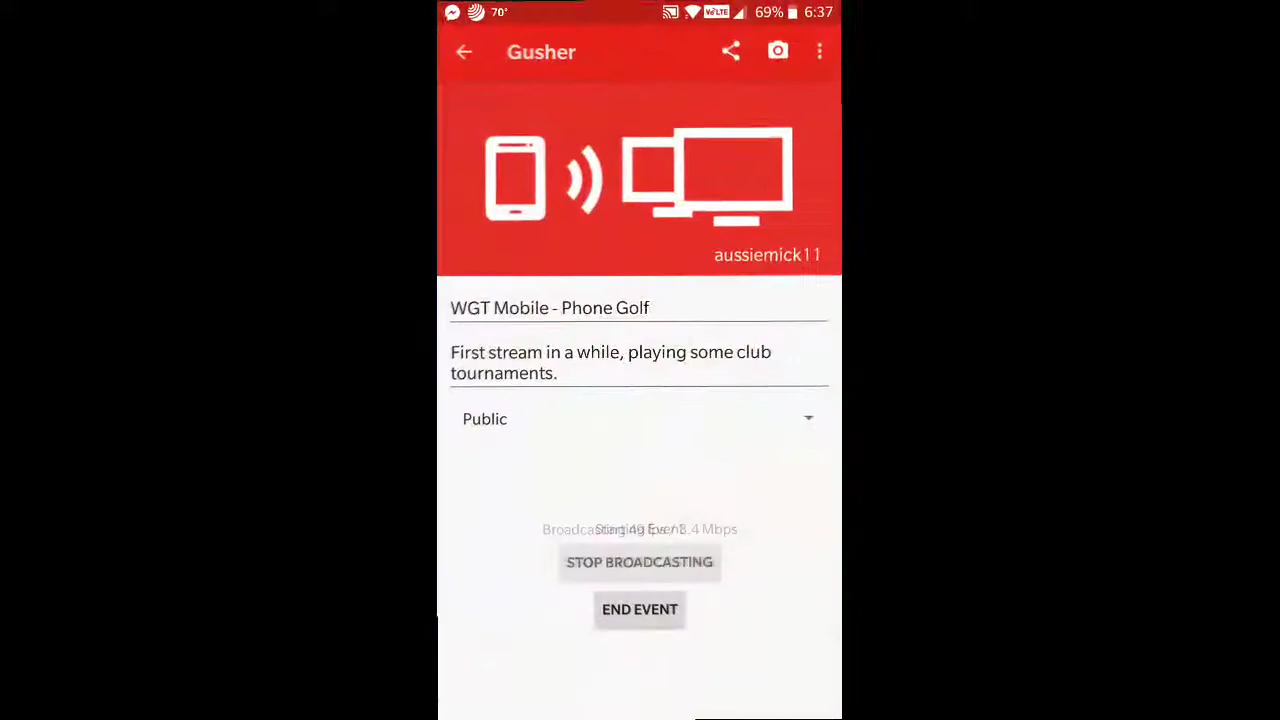 70° VoLTE 69% 6:37
Gusher
aussiemick11
WGT Mobile - Phone Golf
First stream in a while, playing some club
tournaments.
Public
STOP BROADCASTING
END EVENT